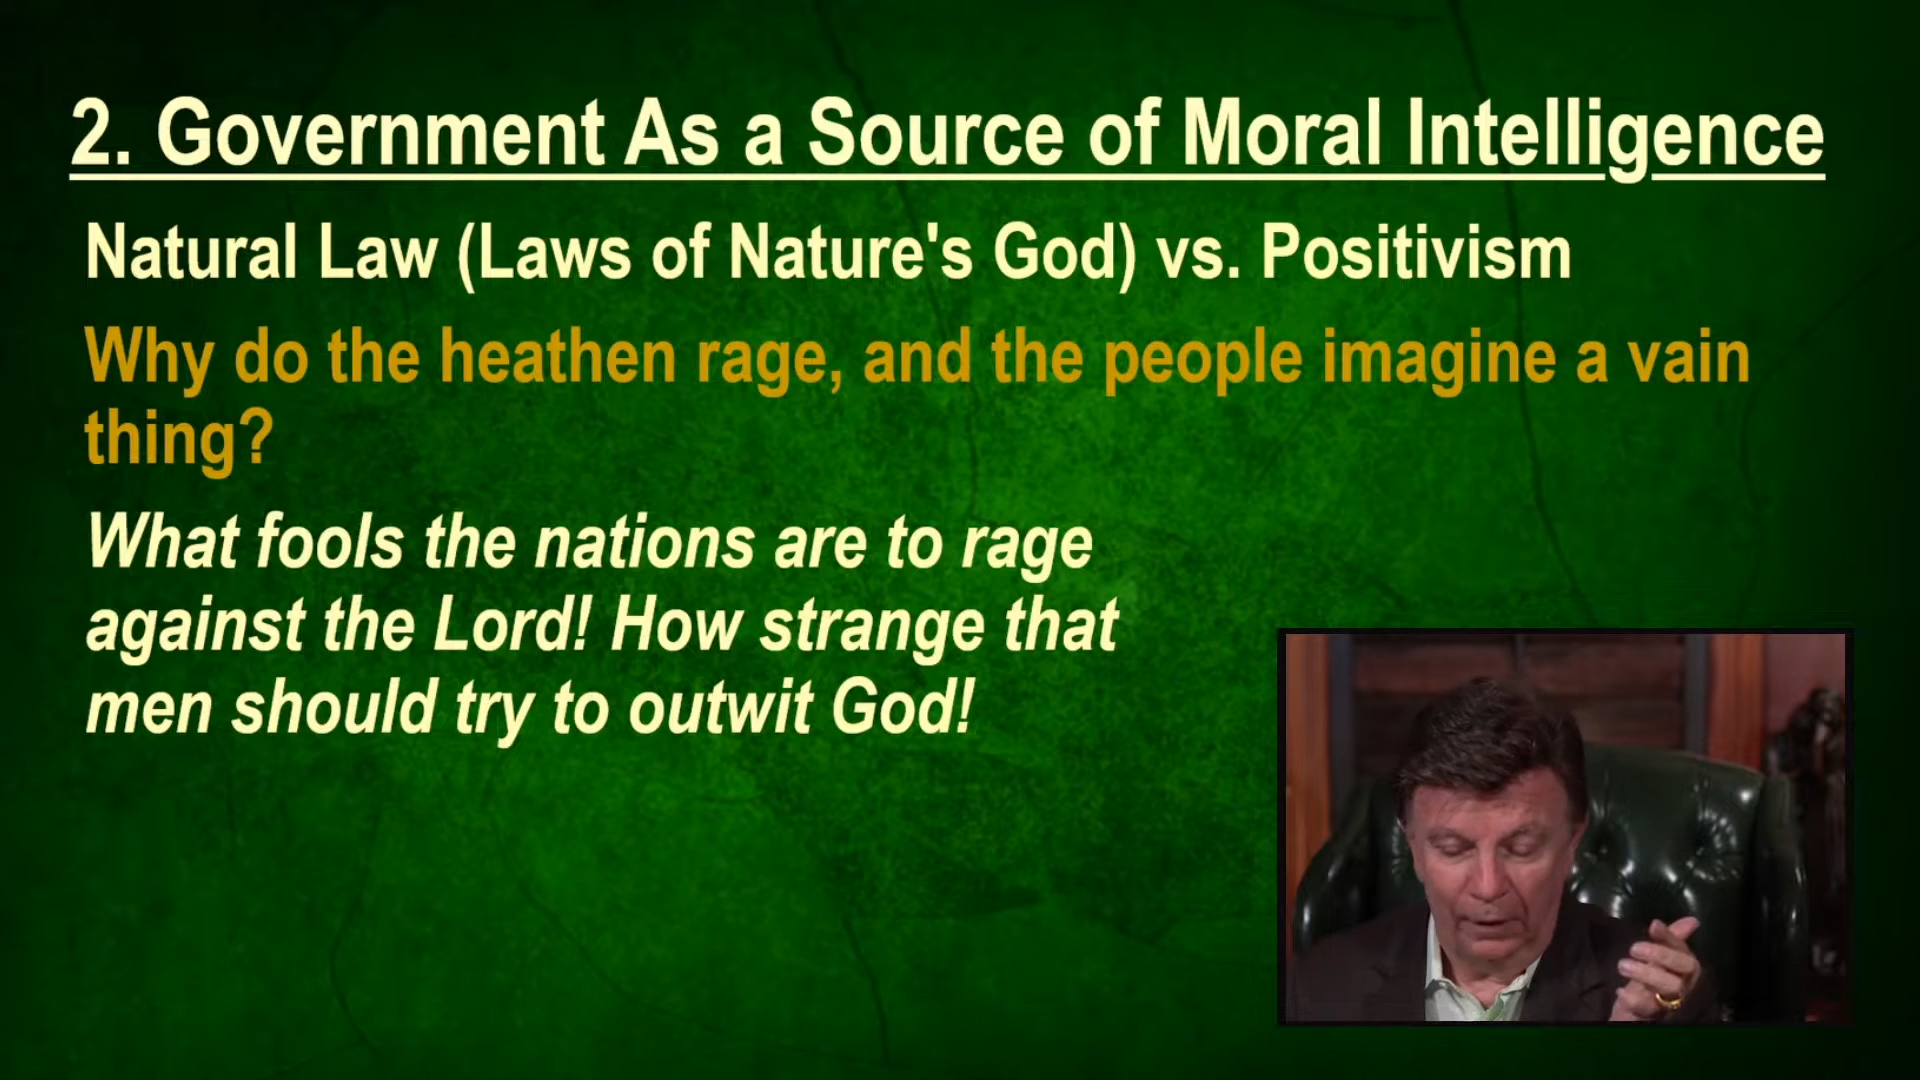 2. Government As a Source of Moral Intelligence
Natural Law (Laws of Nature's God) vs. Positivism
Why do the heathen rage, and the people imagine a vain
thing?
What fools the nations are to rage
against the Lord! How strange that
men should try to outwit God!